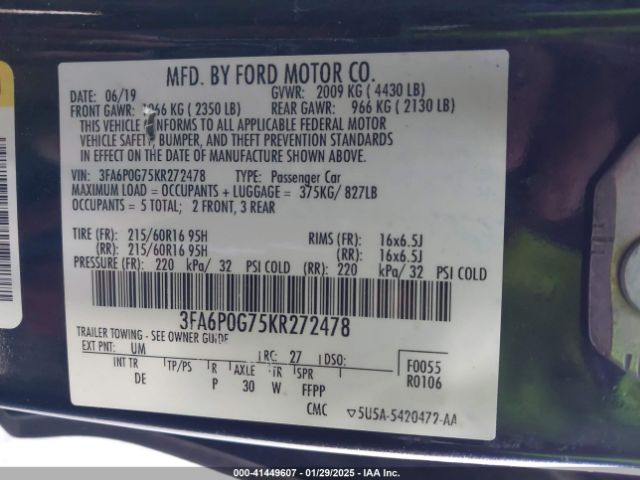 MFD. BY FORD MOTOR CO.
DATE: 06/19 GVWR: 2009 KG ( 4430 LB)
FRONT GAWR: 1066 KG ( 2350 LB) REAR GAWR: 966 KG ( 2130 LB)
THIS VEHICLE CONFORMS TO ALL APPLICABLE FEDERAL MOTOR
VEHICLE SAFETY, BUMPER, AND THEFT PREVENTION STANDARDS
IN EFFECT ON THE DATE OF MANUFACTURE SHOWN ABOVE.
VIN: 3FA6P0G75KR272478 TYPE: Passenger Car
MAXIMUM LOAD = OCCUPANTS + LUGGAGE = 375KG/ 827LB
OCCUPANTS = 5 TOTAL; 2 FRONT, 3 REAR
TIRE (FR): 215/60R16 95H RIMS (FR): 16x6.5J
(RR): 215/60R16 95H (RR): 16x6.5J
PRESSURE (FR): 220 kPa/ 32 PSI COLD (RR): 220 kPa/ 32 PSI COLD
3FA6P0G75KR272478
TRAILER TOWING - SEE OWNER GUIDE
EXT PNT: UM RC: 27 DSO: F0055
INT TR TP/PS R AXLE TR SPR R0106
DE P 30 W FFPP
CMC ▽5U5A-5420472-AA
000-41449607 - 01/29/2025 - IAAI.COM